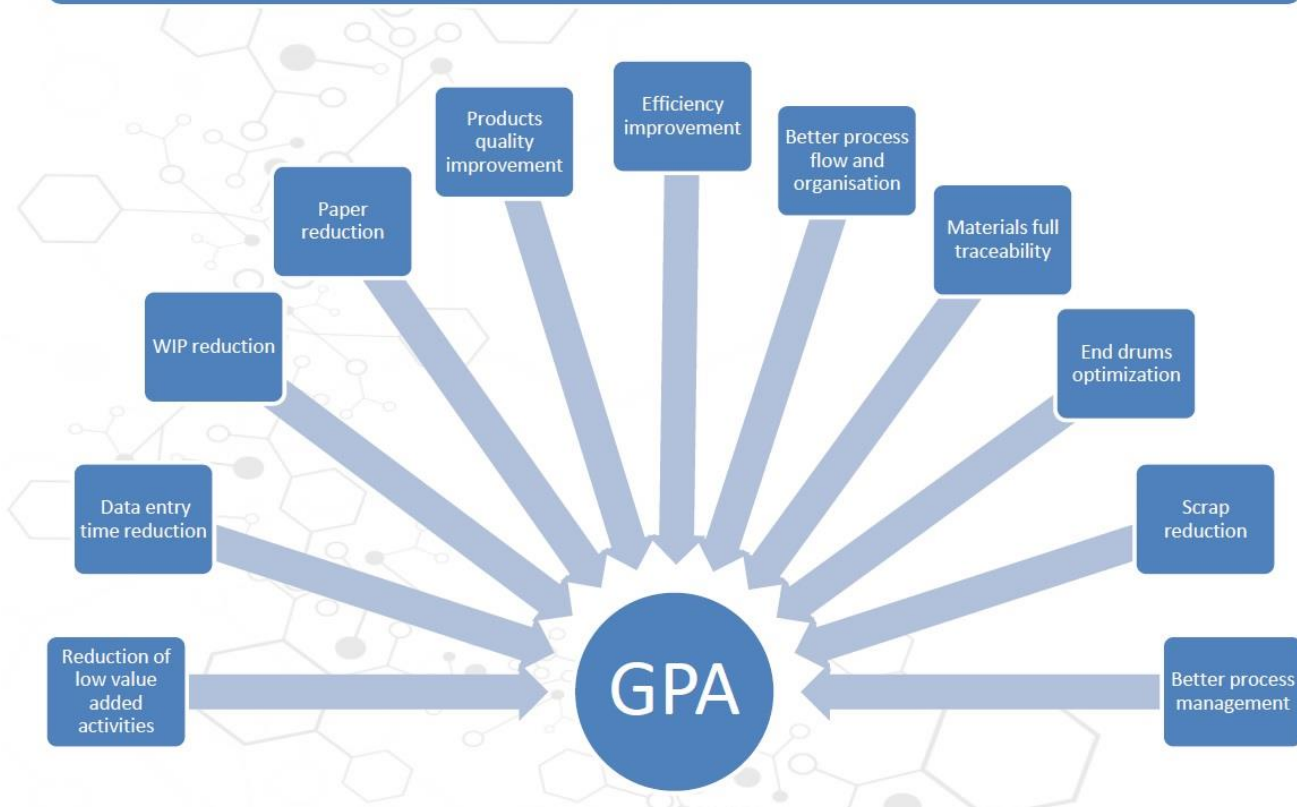 Efficiency
improvement
Products
quality
improvement
Better process
flow and
organisation
Paper
reduction
Materials full
traceability
WIP reduction
End drums
optimization
Data entry
time reduction
Scrap
reduction
Reduction of
low value
added
activities
GPA
Better process
management